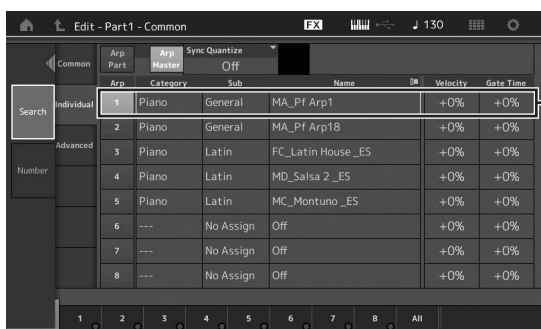 Edit - Part1 - Common
FX
♩ 130
Search
Number
Common
Individual
Advanced
Arp Part
Arp Master
Sync Quantize
Off
Arp Category Sub Name Velocity Gate Time
1 Piano General MA_Pf Arp1 +0% +0%
2 Piano General MA_Pf Arp18 +0% +0%
3 Piano Latin FC_Latin House _ES +0% +0%
4 Piano Latin MD_Salsa 2 _ES +0% +0%
5 Piano Latin MC_Montuno _ES +0% +0%
6 --- No Assign Off +0% +0%
7 --- No Assign Off +0% +0%
8 --- No Assign Off +0% +0%
1 2 3 4 5 6 7 8 All